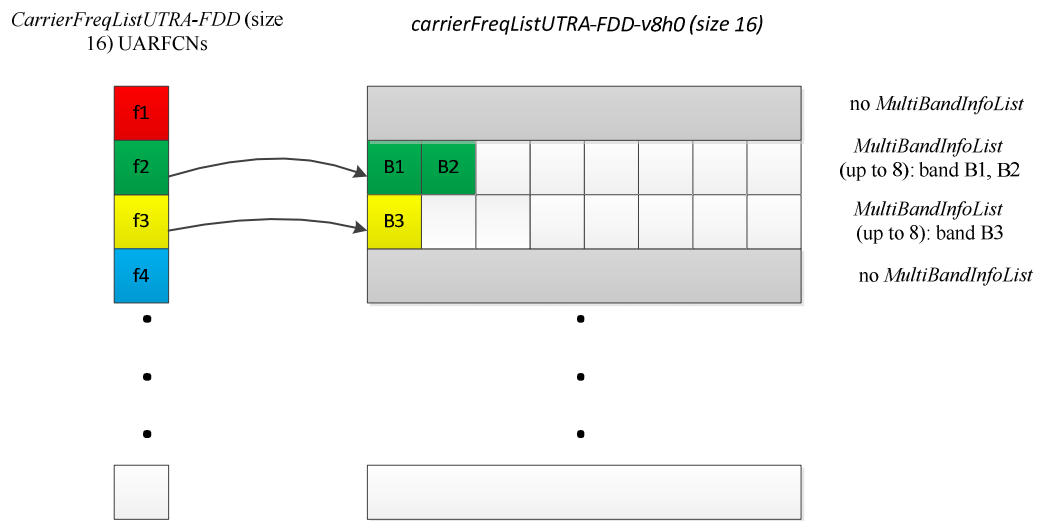 CarrierFreqListUTRA-FDD (size
16) UARFCNs
carrierFreqListUTRA-FDD-v8h0 (size 16)
f1
no MultiBandInfoList
f2
B1 B2
MultiBandInfoList
(up to 8): band B1, B2
f3
B3
MultiBandInfoList
(up to 8): band B3
f4
no MultiBandInfoList